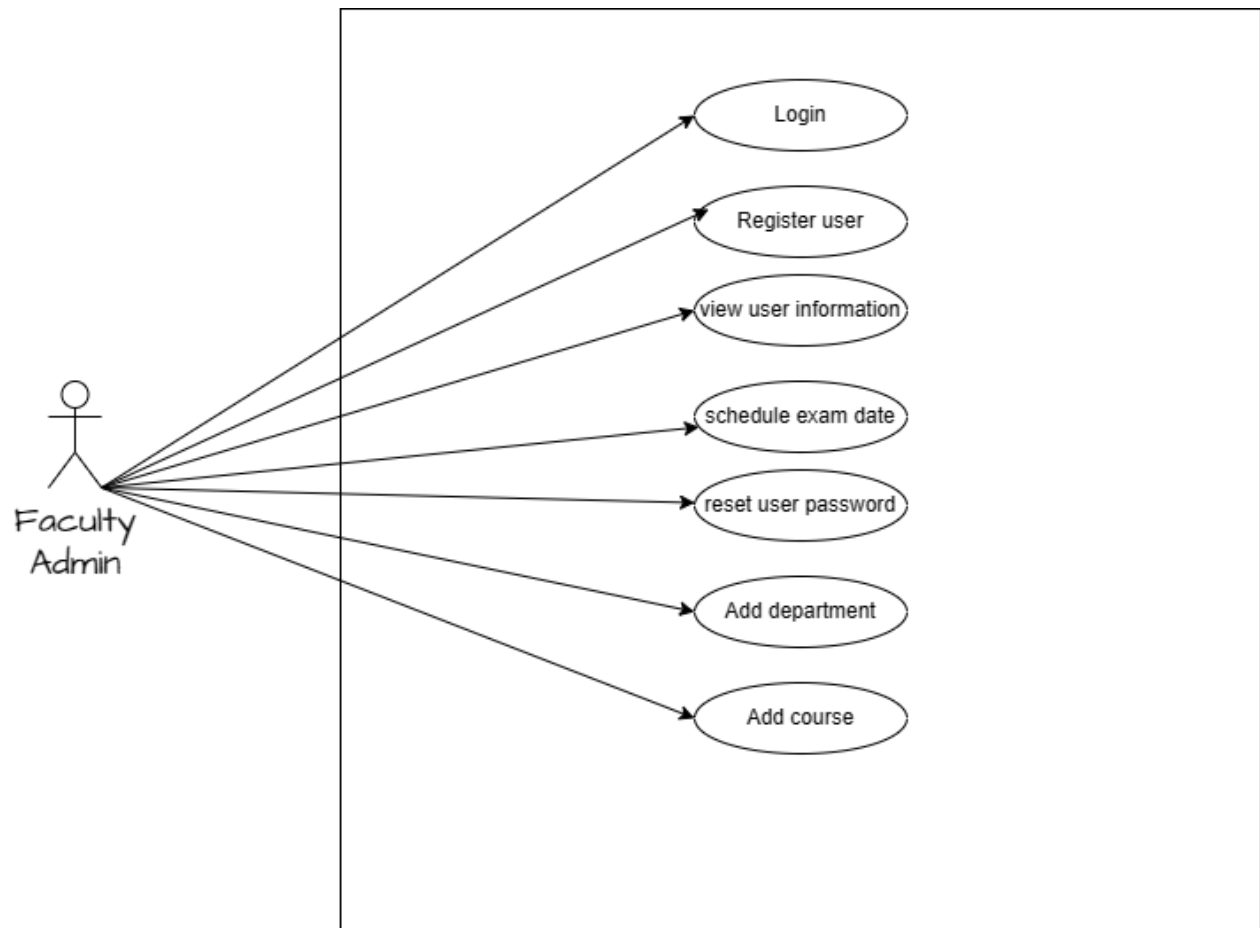 Login
Register user
view user information
schedule exam date
reset user password
Faculty
Admin
Add department
Add course